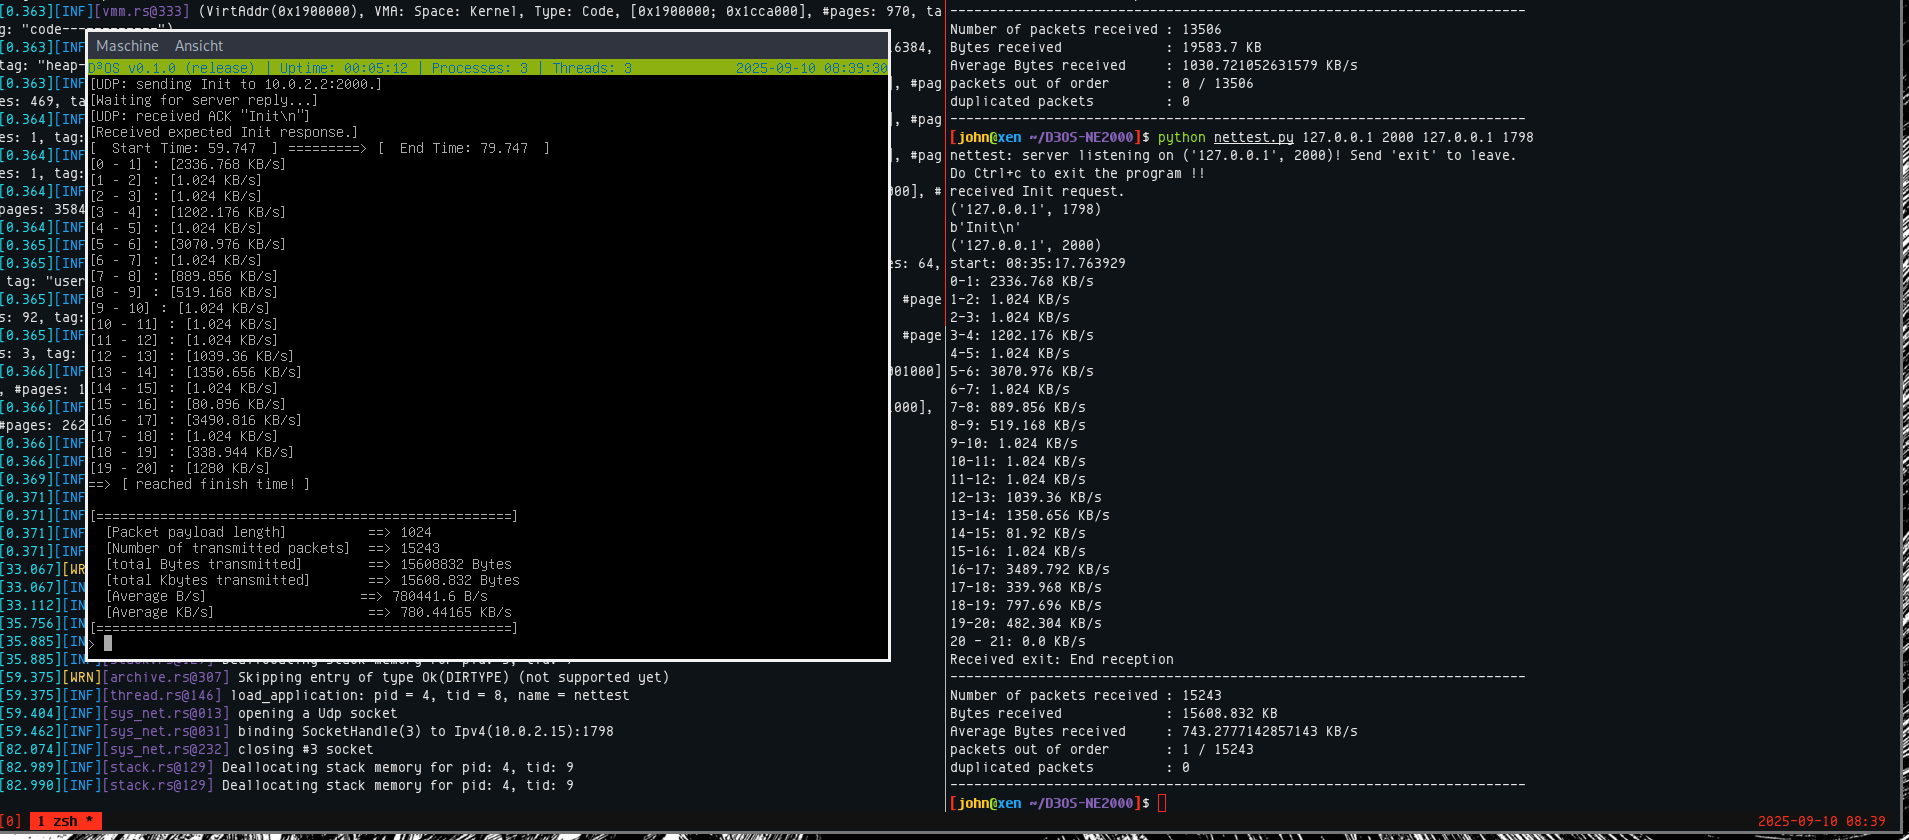 [0.363][INF][vmm.rs@333] (VirtAddr(0x1900000), VMA: Space: Kernel, Type: Code, [0x1900000; 0x1cca000], #pages: 970, ta
g: "code
[0.363][INF 6384,
tag: "heap-
[0.363][INF ], #pag
es: 469, ta
[0.364][INF ], #pag
es: 1, tag:
[0.364][INF ], #pag
es: 1, tag:
[0.364][INF 000], #
pages: 3584
[0.364][INF
[0.365][INF
[0.365][INF es: 64,
tag: "user
[0.365][INF #page
s: 92, tag:
[0.365][INF #page
s: 3, tag:
[0.366][INF 001000]
, #pages: 1
[0.366][INF 000],
#pages: 262
[0.366][INF
[0.366][INF
[0.369][INF
[0.371][INF
[0.371][INF
[0.371][INF
[0.371][INF
[33.067][WR
[33.067][IN
[33.112][IN
[35.756][IN
[35.885][IN
[35.885][IN
[59.375][WRN][archive.rs@307] Skipping entry of type Ok(DIRTYPE) (not supported yet)
[59.375][INF][thread.rs@146] load_application: pid = 4, tid = 8, name = nettest
[59.404][INF][sys_net.rs@013] opening a Udp socket
[59.462][INF][sys_net.rs@031] binding SocketHandle(3) to Ipv4(10.0.2.15):1798
[82.074][INF][sys_net.rs@232] closing #3 socket
[82.989][INF][stack.rs@129] Deallocating stack memory for pid: 4, tid: 9
[82.990][INF][stack.rs@129] Deallocating stack memory for pid: 4, tid: 9
Maschine Ansicht
D³OS v0.1.0 (release) | Uptime: 00:05:12 | Processes: 3 | Threads: 3 2025-09-10 08:39:30
[UDP: sending Init to 10.0.2.2:2000.]
[Waiting for server reply...]
[UDP: received ACK "Init\n"]
[Received expected Init response.]
[ Start Time: 59.747 ] =========> [ End Time: 79.747 ]
[0 - 1] : [2336.768 KB/s]
[1 - 2] : [1.024 KB/s]
[2 - 3] : [1.024 KB/s]
[3 - 4] : [1202.176 KB/s]
[4 - 5] : [1.024 KB/s]
[5 - 6] : [3070.976 KB/s]
[6 - 7] : [1.024 KB/s]
[7 - 8] : [889.856 KB/s]
[8 - 9] : [519.168 KB/s]
[9 - 10] : [1.024 KB/s]
[10 - 11] : [1.024 KB/s]
[11 - 12] : [1.024 KB/s]
[12 - 13] : [1039.36 KB/s]
[13 - 14] : [1350.656 KB/s]
[14 - 15] : [1.024 KB/s]
[15 - 16] : [80.896 KB/s]
[16 - 17] : [3490.816 KB/s]
[17 - 18] : [1.024 KB/s]
[18 - 19] : [338.944 KB/s]
[19 - 20] : [1280 KB/s]
==> [ reached finish time! ]
[====================================================]
[Packet payload length] ==> 1024
[Number of transmitted packets] ==> 15243
[total Bytes transmitted] ==> 15608832 Bytes
[total Kbytes transmitted] ==> 15608.832 Bytes
[Average B/s] ==> 780441.6 B/s
[Average KB/s] ==> 780.44165 KB/s
[====================================================]
>
------------------------------------------------------------------------
Number of packets received : 13506
Bytes received : 19583.7 KB
Average Bytes received : 1030.721052631579 KB/s
packets out of order : 0 / 13506
duplicated packets : 0
------------------------------------------------------------------------
[john@xen ~/D3OS-NE2000]$ python nettest.py 127.0.0.1 2000 127.0.0.1 1798
nettest: server listening on ('127.0.0.1', 2000)! Send 'exit' to leave.
Do Ctrl+c to exit the program !!
received Init request.
('127.0.0.1', 1798)
b'Init\n'
('127.0.0.1', 2000)
start: 08:35:17.763929
0-1: 2336.768 KB/s
1-2: 1.024 KB/s
2-3: 1.024 KB/s
3-4: 1202.176 KB/s
4-5: 1.024 KB/s
5-6: 3070.976 KB/s
6-7: 1.024 KB/s
7-8: 889.856 KB/s
8-9: 519.168 KB/s
9-10: 1.024 KB/s
10-11: 1.024 KB/s
11-12: 1.024 KB/s
12-13: 1039.36 KB/s
13-14: 1350.656 KB/s
14-15: 81.92 KB/s
15-16: 1.024 KB/s
16-17: 3489.792 KB/s
17-18: 339.968 KB/s
18-19: 797.696 KB/s
19-20: 482.304 KB/s
20 - 21: 0.0 KB/s
Received exit: End reception
------------------------------------------------------------------------
Number of packets received : 15243
Bytes received : 15608.832 KB
Average Bytes received : 743.2777142857143 KB/s
packets out of order : 1 / 15243
duplicated packets : 0
------------------------------------------------------------------------
[john@xen ~/D3OS-NE2000]$
[0] 1 zsh * 2025-09-10 08:39